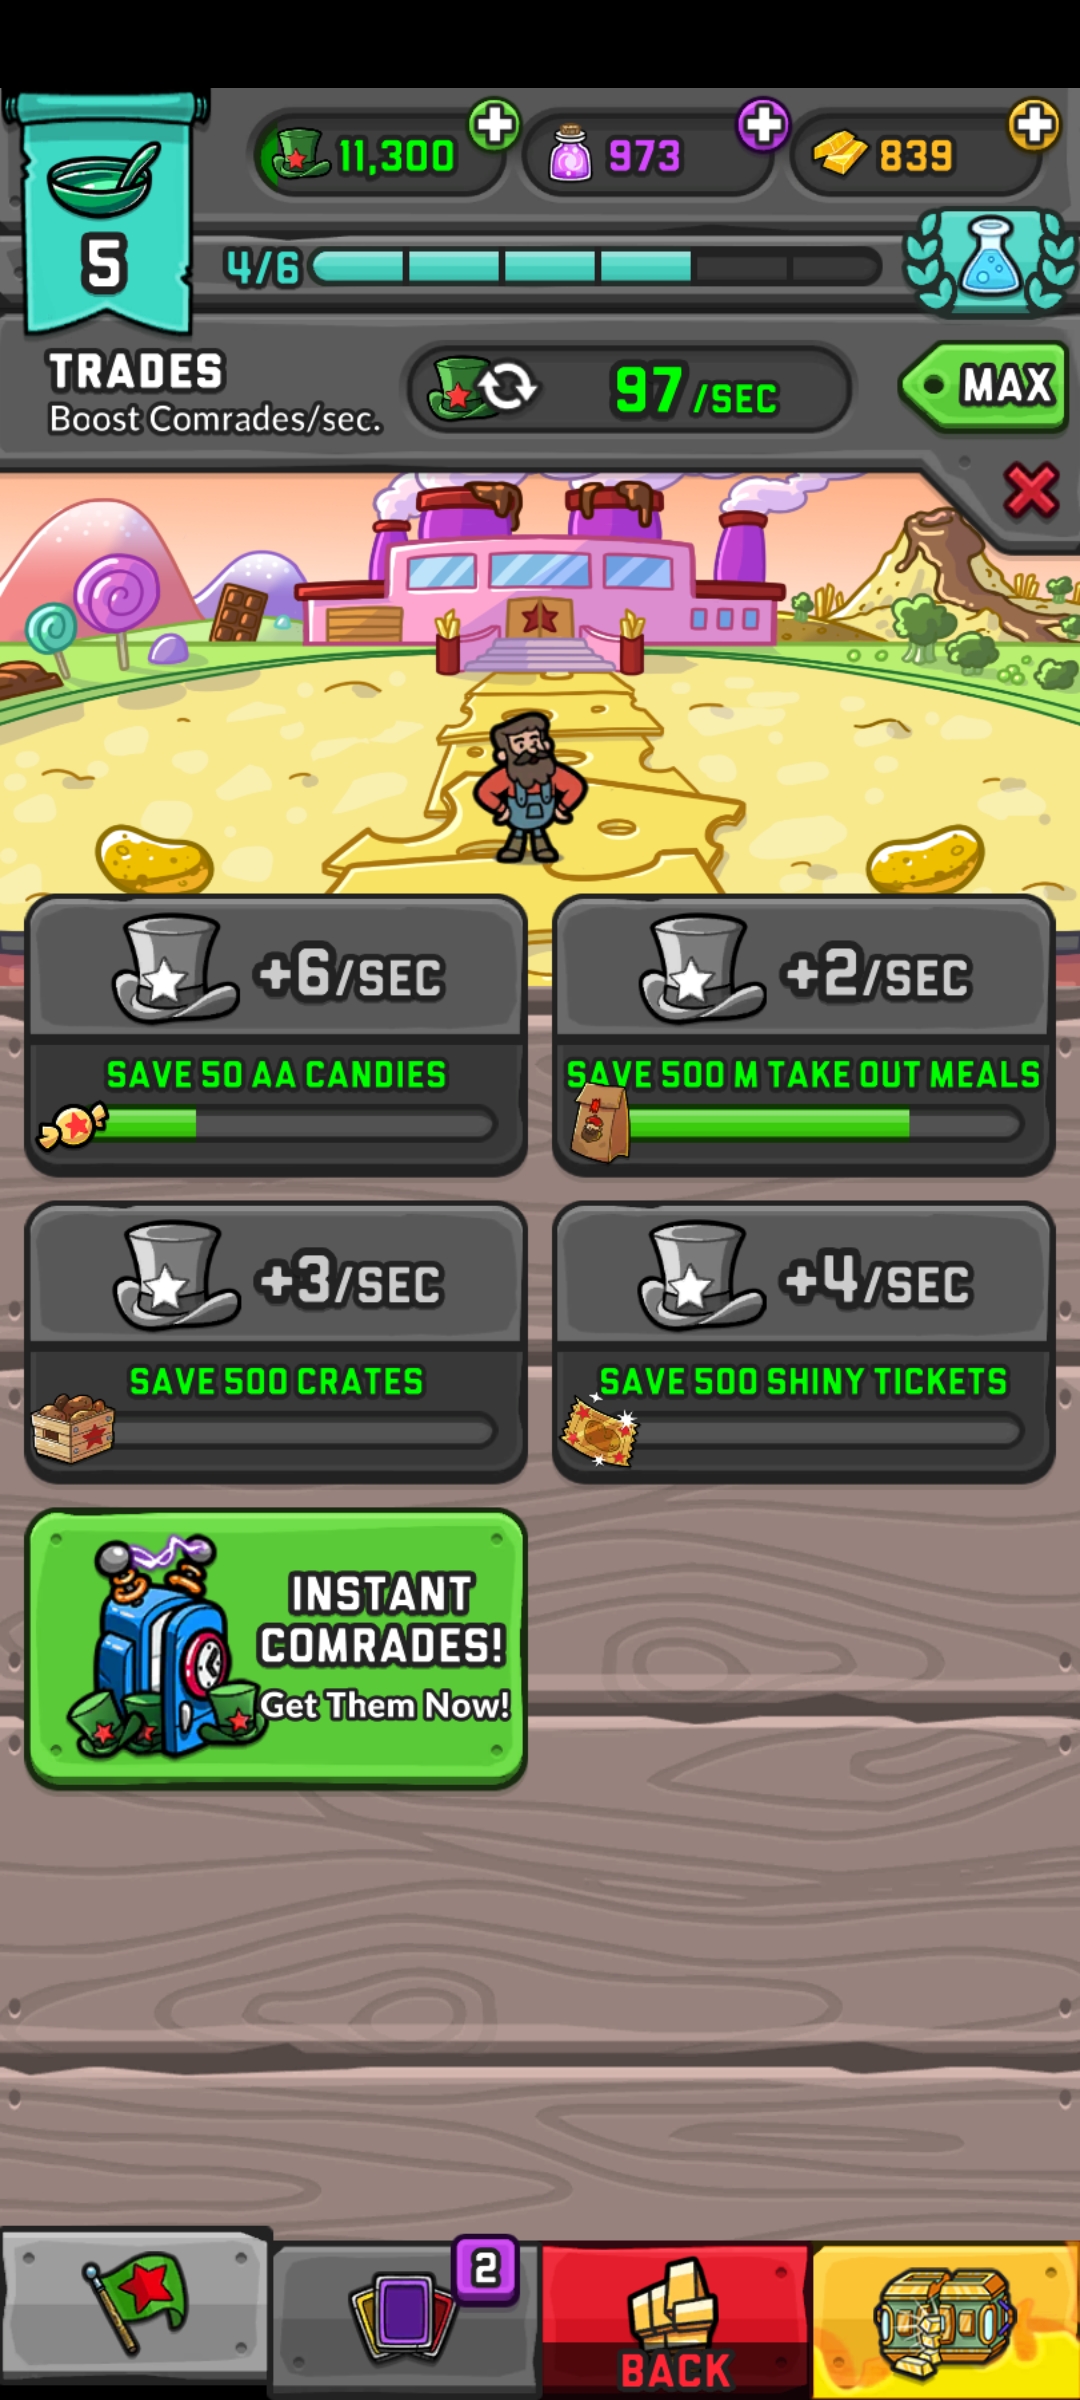 11,300
973
839
5
4/6
TRADES
Boost Comrades/sec.
97/SEC
MAX
+6/SEC
SAVE 50 AA CANDIES
+2/SEC
SAVE 500 M TAKE OUT MEALS
+3/SEC
SAVE 500 CRATES
+4/SEC
SAVE 500 SHINY TICKETS
INSTANT
COMRADES!
Get Them Now!
2
BACK